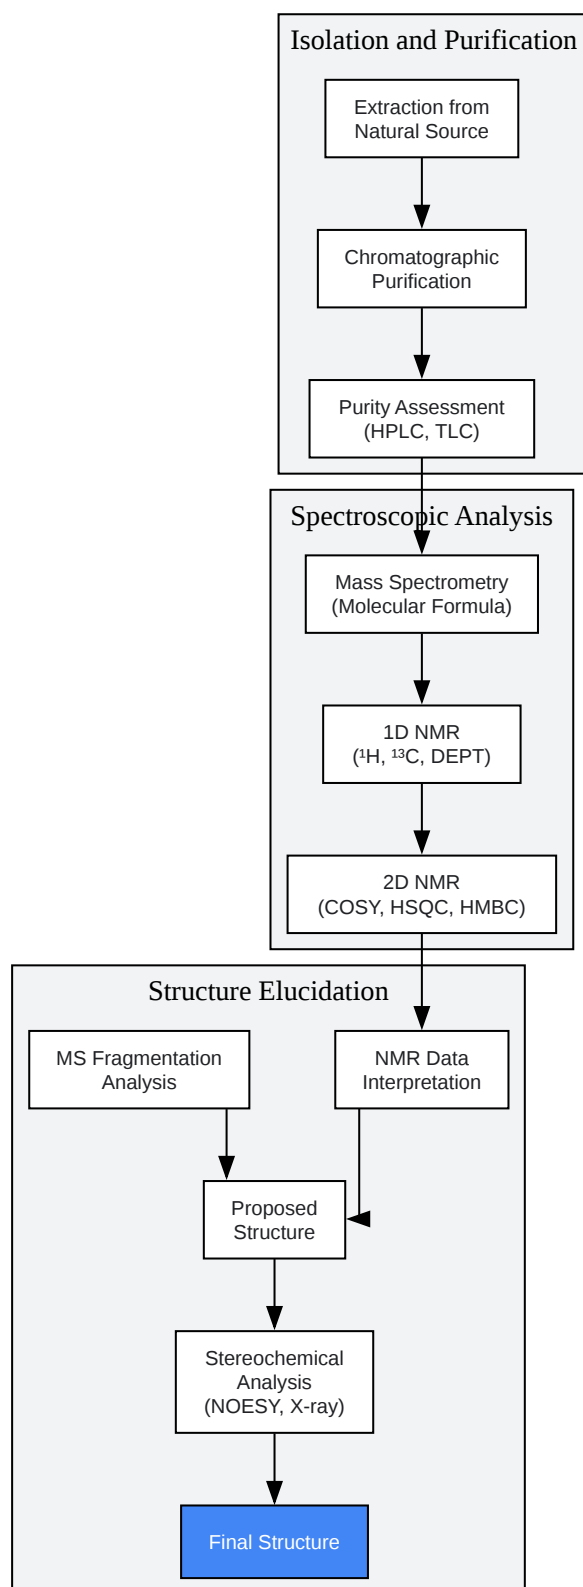 Isolation and Purification
Extraction from
Natural Source
Chromatographic
Purification
Purity Assessment
(HPLC, TLC)
Spectroscopic Analysis
Mass Spectrometry
(Molecular Formula)
1D NMR
(¹H, ¹³C, DEPT)
2D NMR
(COSY, HSQC, HMBC)
Structure Elucidation
MS Fragmentation
Analysis
NMR Data
Interpretation
Proposed
Structure
Stereochemical
Analysis
(NOESY, X-ray)
Final Structure